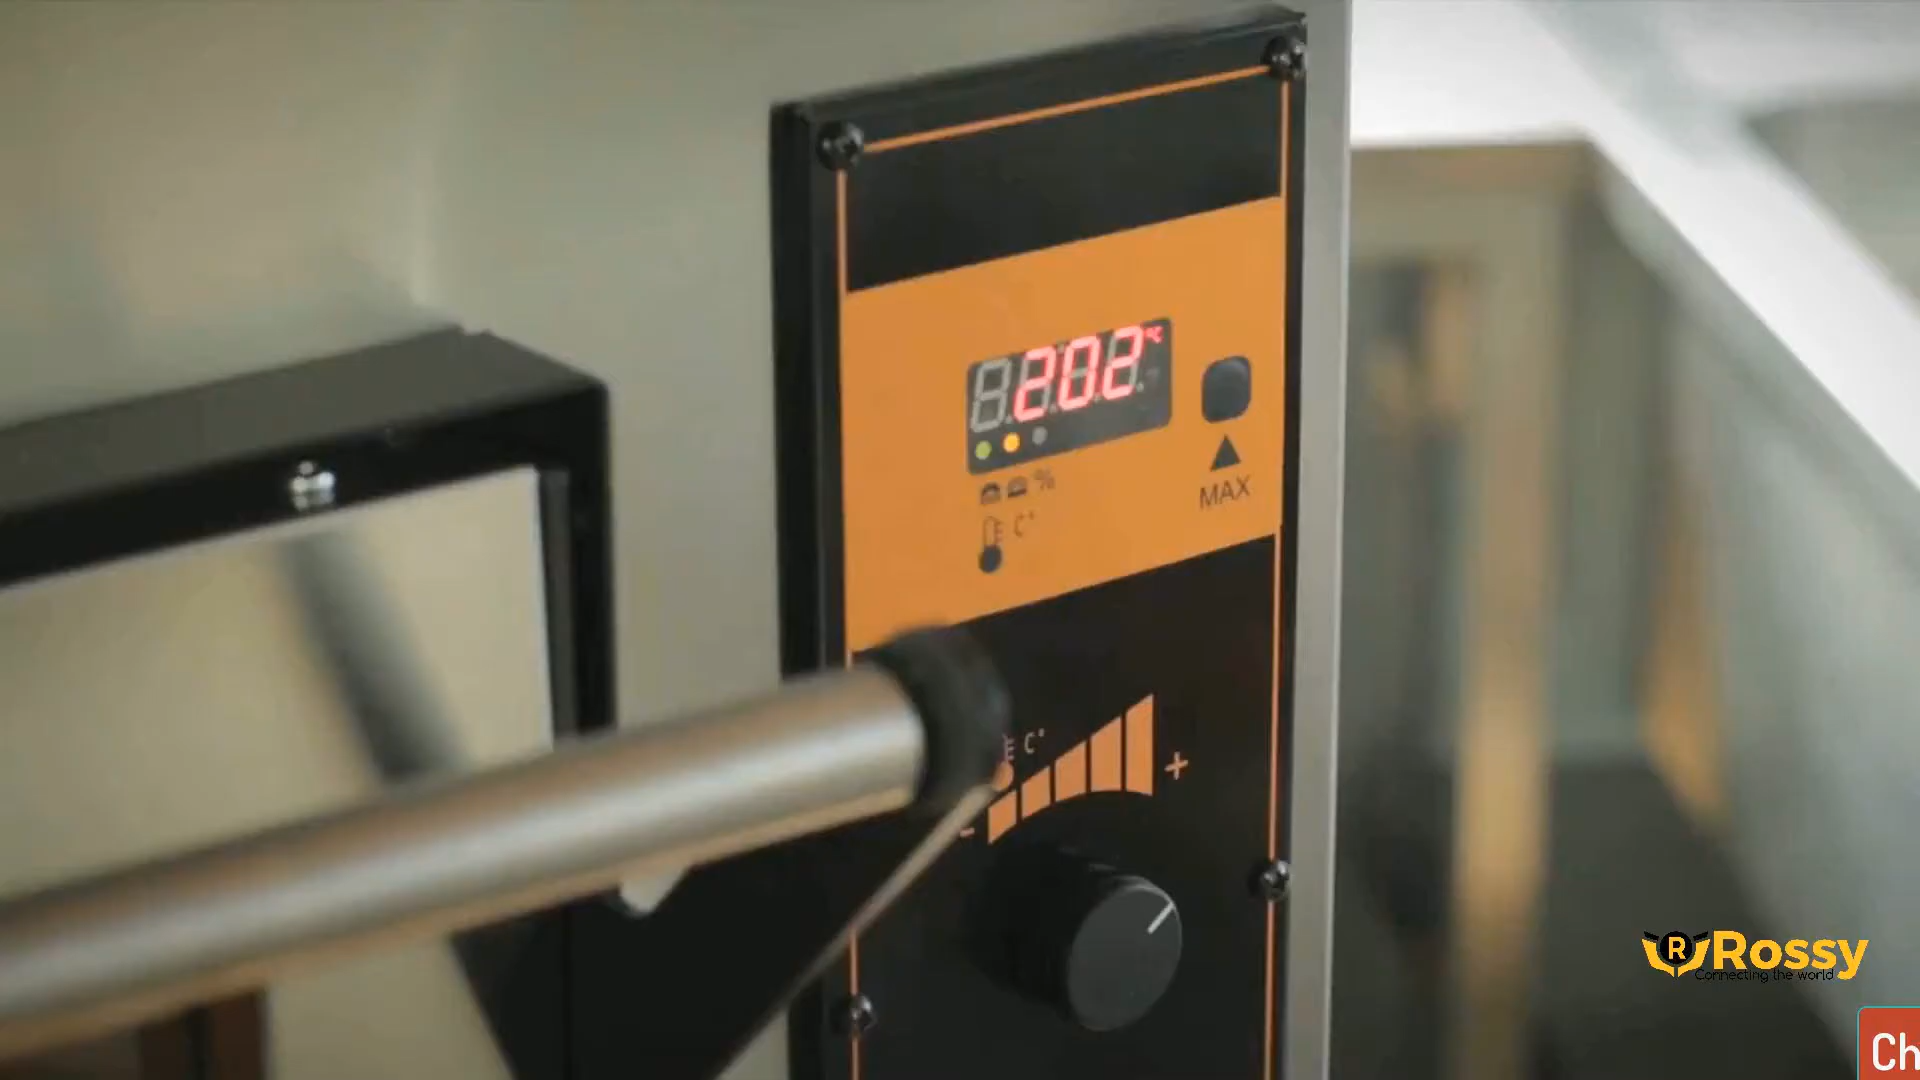 202°C
%
C°
MAX
C°
+
-
R Rossy
Connecting the world
Ch